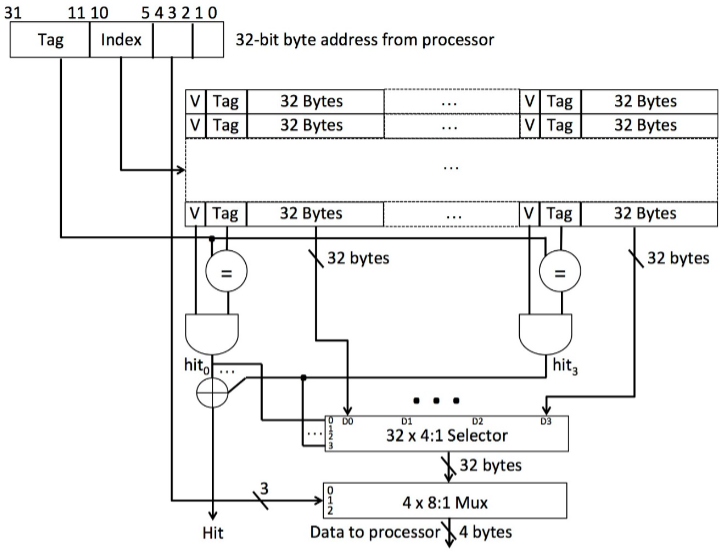 31 11 10 5 4 3 2 1 0
Tag Index 32-bit byte address from processor
V Tag 32 Bytes ... V Tag 32 Bytes
V Tag 32 Bytes ... V Tag 32 Bytes
...
V Tag 32 Bytes ... V Tag 32 Bytes
32 bytes 32 bytes
= =
hit0 ... hit3
...
0 D0 D1 D2 D3
1
... 2 32 x 4:1 Selector
3
32 bytes
3
0
1 4 x 8:1 Mux
2
Hit Data to processor 4 bytes